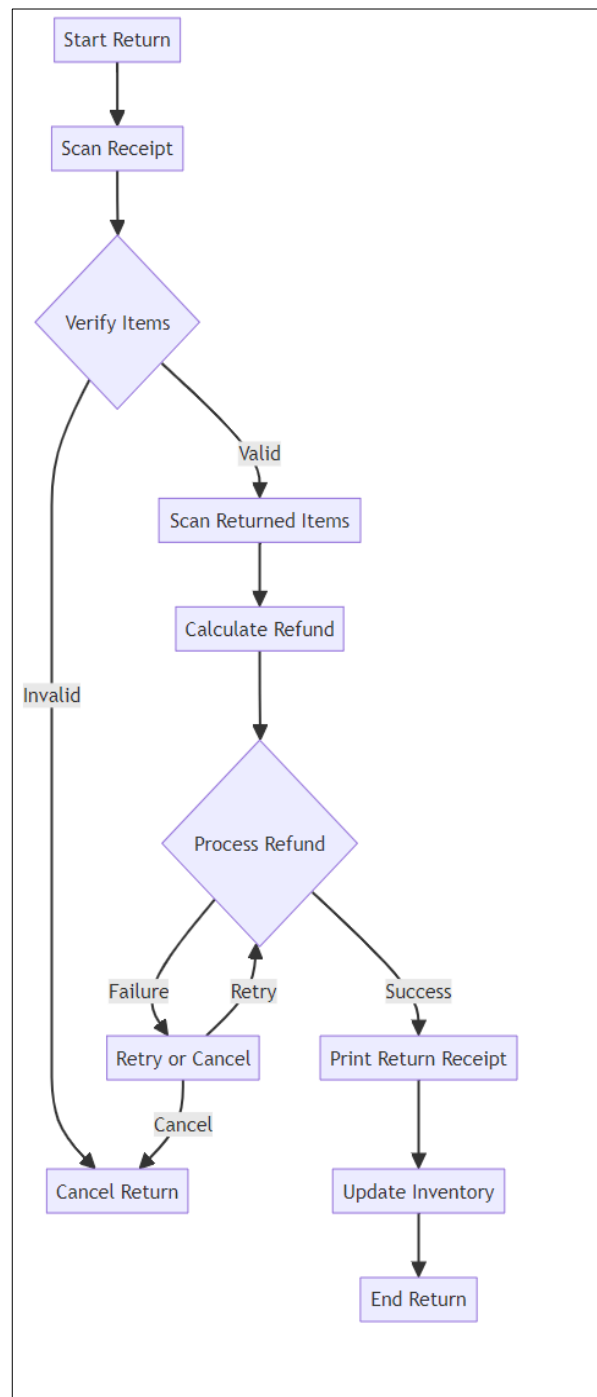 Start Return
Scan Receipt
Verify Items
Valid
Scan Returned Items
Calculate Refund
Invalid
Process Refund
Failure
Retry
Success
Retry or Cancel
Print Return Receipt
Cancel
Cancel Return
Update Inventory
End Return